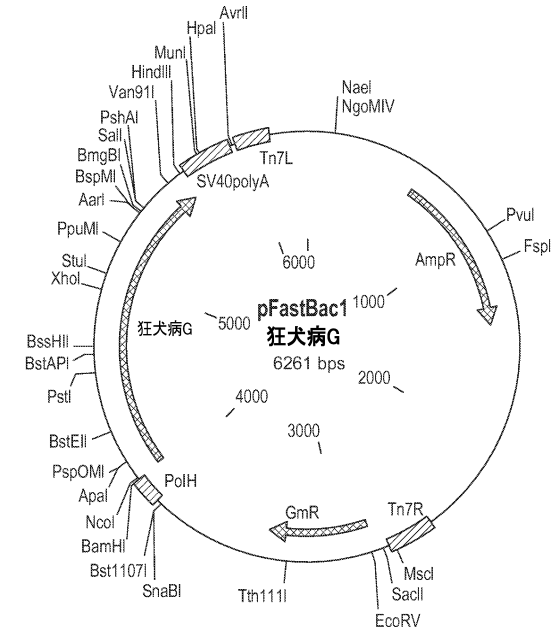 AvrII
HpaI
MunI
HindIII
Van91I
PshAI
SalI
BmgBI
BspMI
AarI
PpuMI
StuI
XhoI
BssHII
BstAPI
PstI
BstEII
PspOMI
ApaI
NcoI
BamHI
Bst1107I
SnaBI
Tth111I
EcoRV
SacII
MscI
Tn7R
GmR
PolH
狂犬病G
SV40polyA
Tn7L
NaeI
NgoMIV
PvuI
FspI
AmpR
6000
1000
2000
3000
4000
5000
pFastBac1
狂犬病G
6261 bps